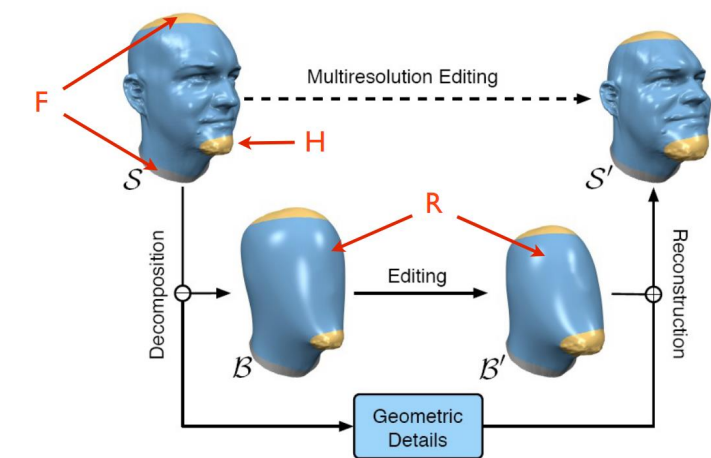 F
Multiresolution Editing
H
𝒮
𝒮′
R
Decomposition
Editing
Reconstruction
ℬ
ℬ′
Geometric
Details